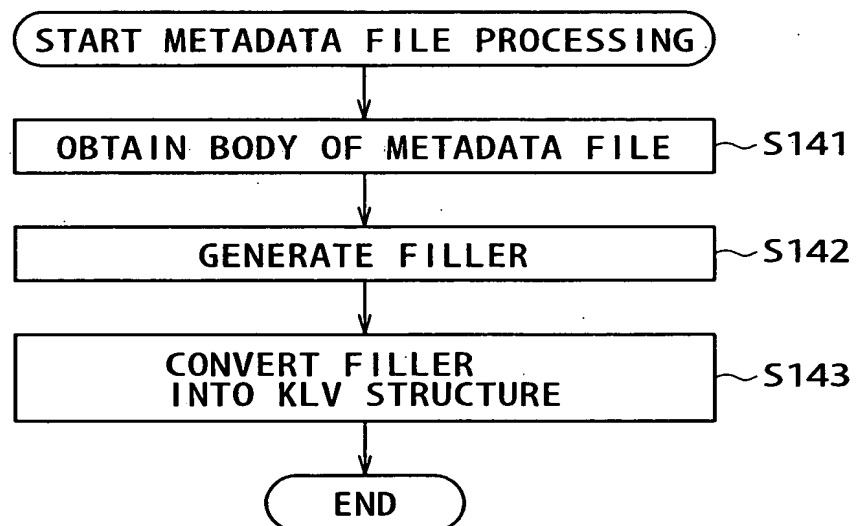 START METADATA FILE PROCESSING
OBTAIN BODY OF METADATA FILE
S141
GENERATE FILLER
S142
CONVERT FILLER
INTO KLV STRUCTURE
S143
END